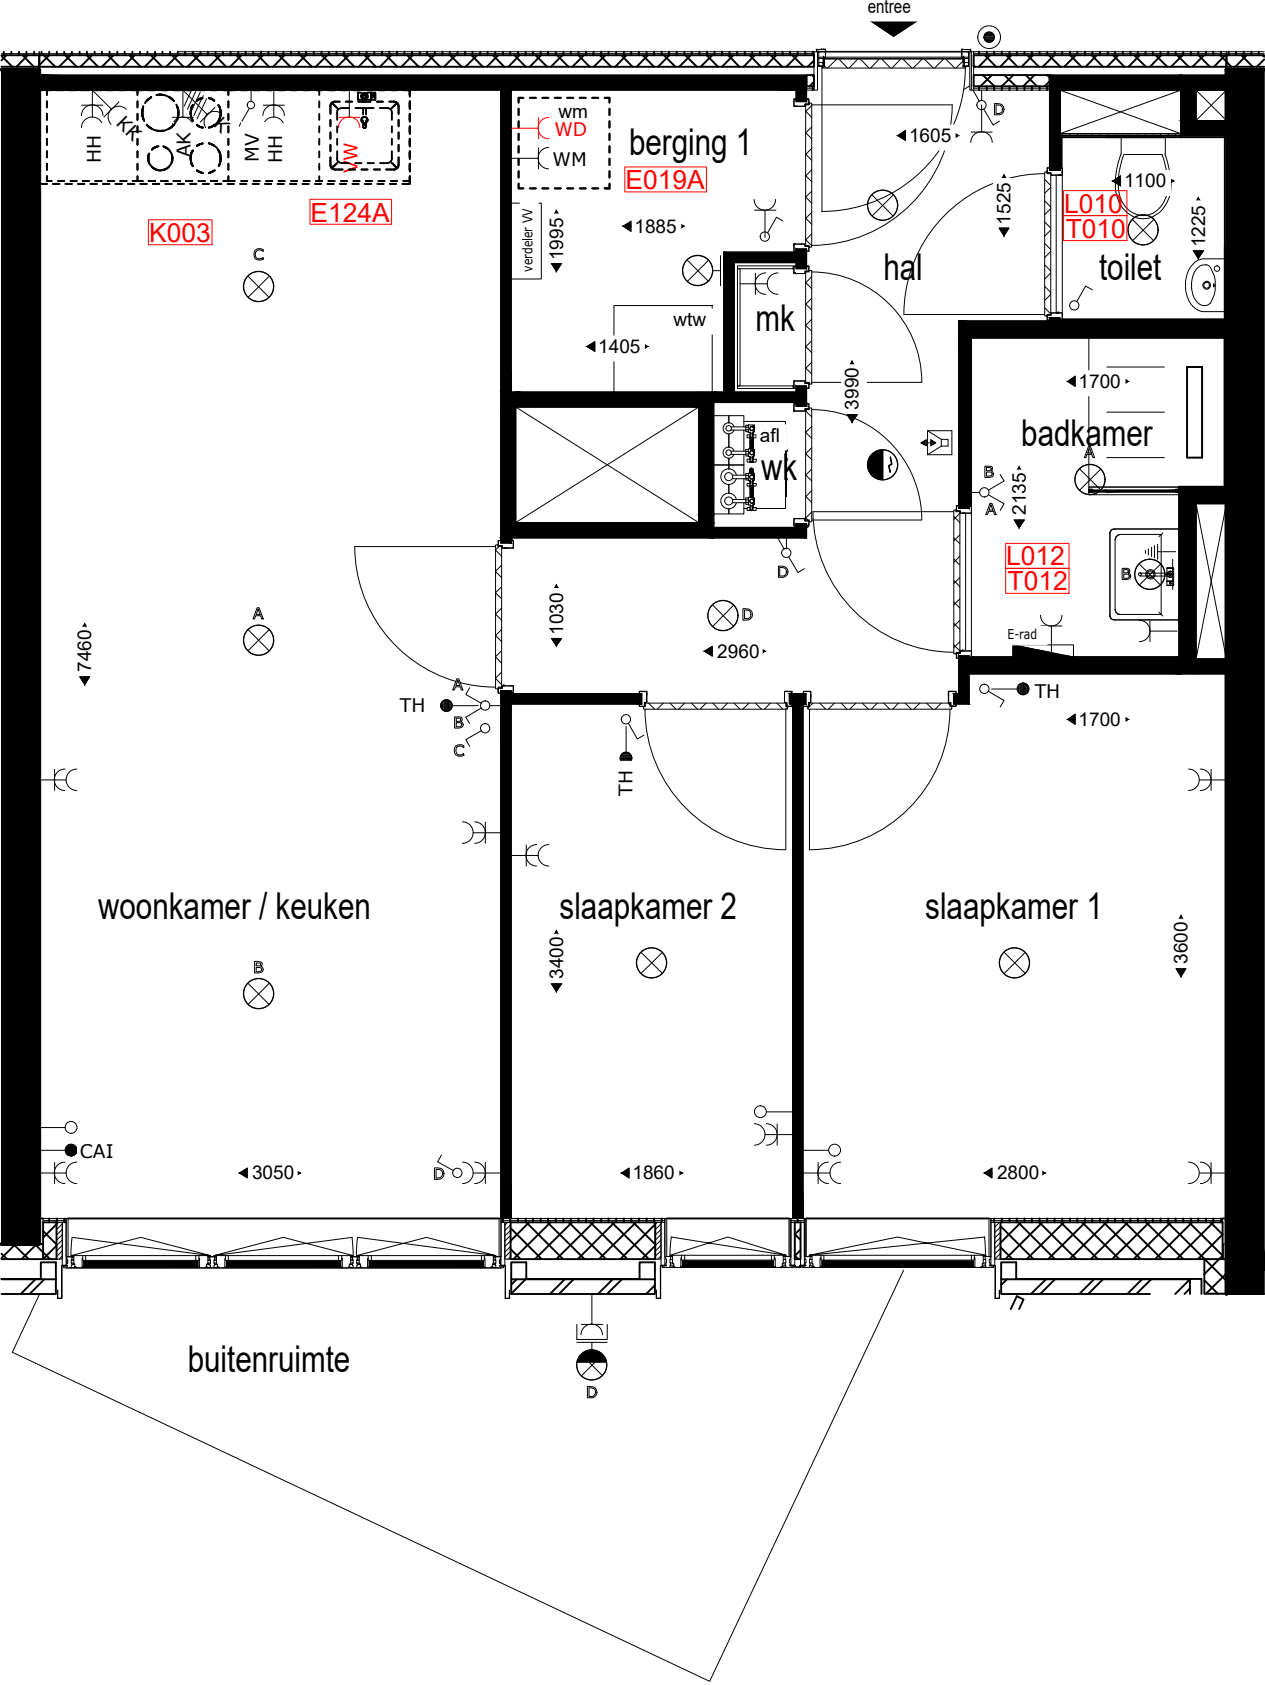 entree
HH
KK
AK
MV
HH
VW
K003
E124A
C
wm
WD
WM
berging 1
E019A
verdeler VV
1995
1885
wtw
1405
mk
afl
wk
1605
D
1525
hal
3990
1100
L010
T010
1225
toilet
1700
badkamer
A
B
A
2135
L012
T012
B
E-rad
D
1030
D
2960
A
7460
TH
A
B
C
TH
TH
1700
woonkamer / keuken
slaapkamer 2
slaapkamer 1
3400
3600
B
CAI
3050
D
1860
2800
buitenruimte
D